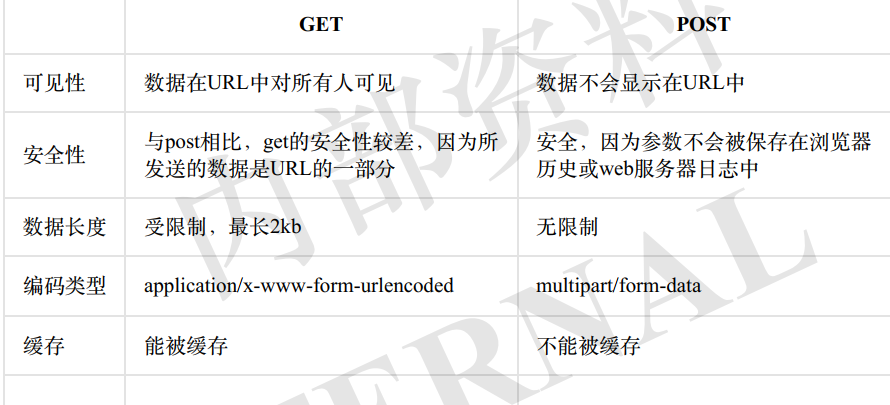 GET POST
可见性 数据在URL中对所有人可见 数据不会显示在URL中
安全性 与post相比，get的安全性较差，因为所 安全，因为参数不会被保存在浏览器
发送的数据是URL的一部分 历史或web服务器日志中
数据长度 受限制，最长2kb 无限制
编码类型 application/x-www-form-urlencoded multipart/form-data
缓存 能被缓存 不能被缓存
内部资料
ERNAL